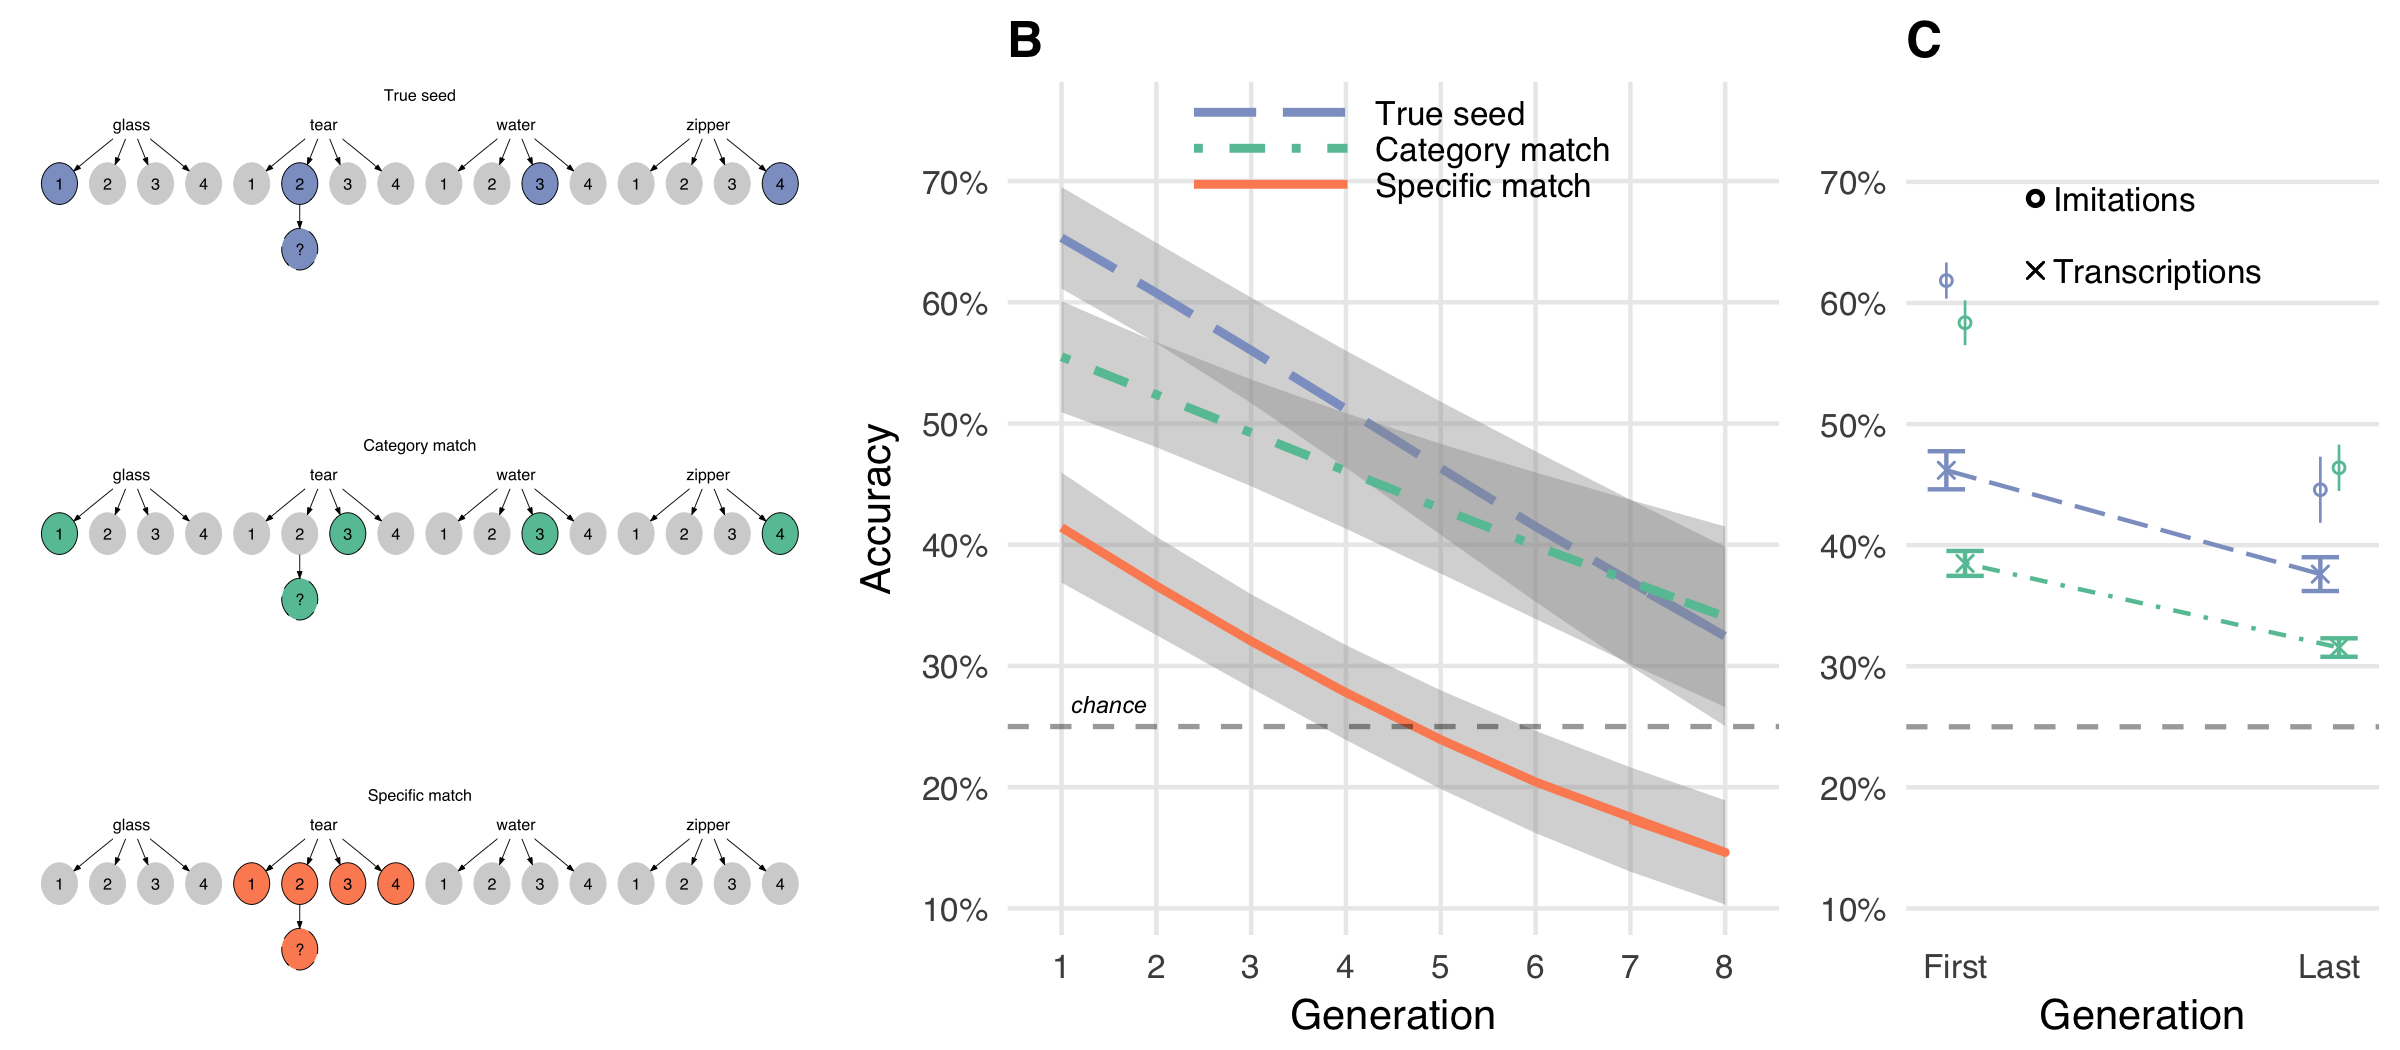 True seed
glass tear water zipper
1 2 3 4 1 2 3 4 1 2 3 4 1 2 3 4
?
Category match
glass tear water zipper
1 2 3 4 1 2 3 4 1 2 3 4 1 2 3 4
?
Specific match
glass tear water zipper
1 2 3 4 1 2 3 4 1 2 3 4 1 2 3 4
?
B
True seed
Category match
Specific match
Accuracy
70%
60%
50%
40%
30%
20%
10%
chance
1 2 3 4 5 6 7 8
Generation
C
Imitations
Transcriptions
70%
60%
50%
40%
30%
20%
10%
First Last
Generation